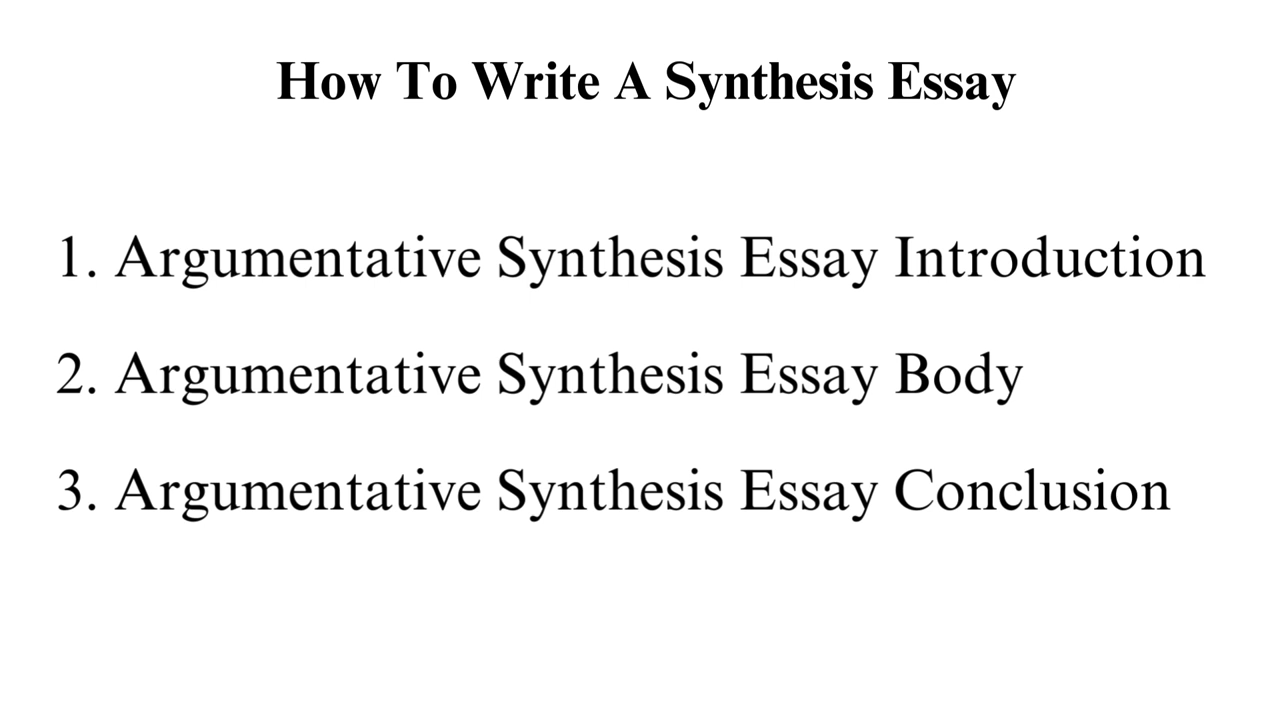 How To Write A Synthesis Essay
1. Argumentative Synthesis Essay Introduction
2. Argumentative Synthesis Essay Body
3. Argumentative Synthesis Essay Conclusion